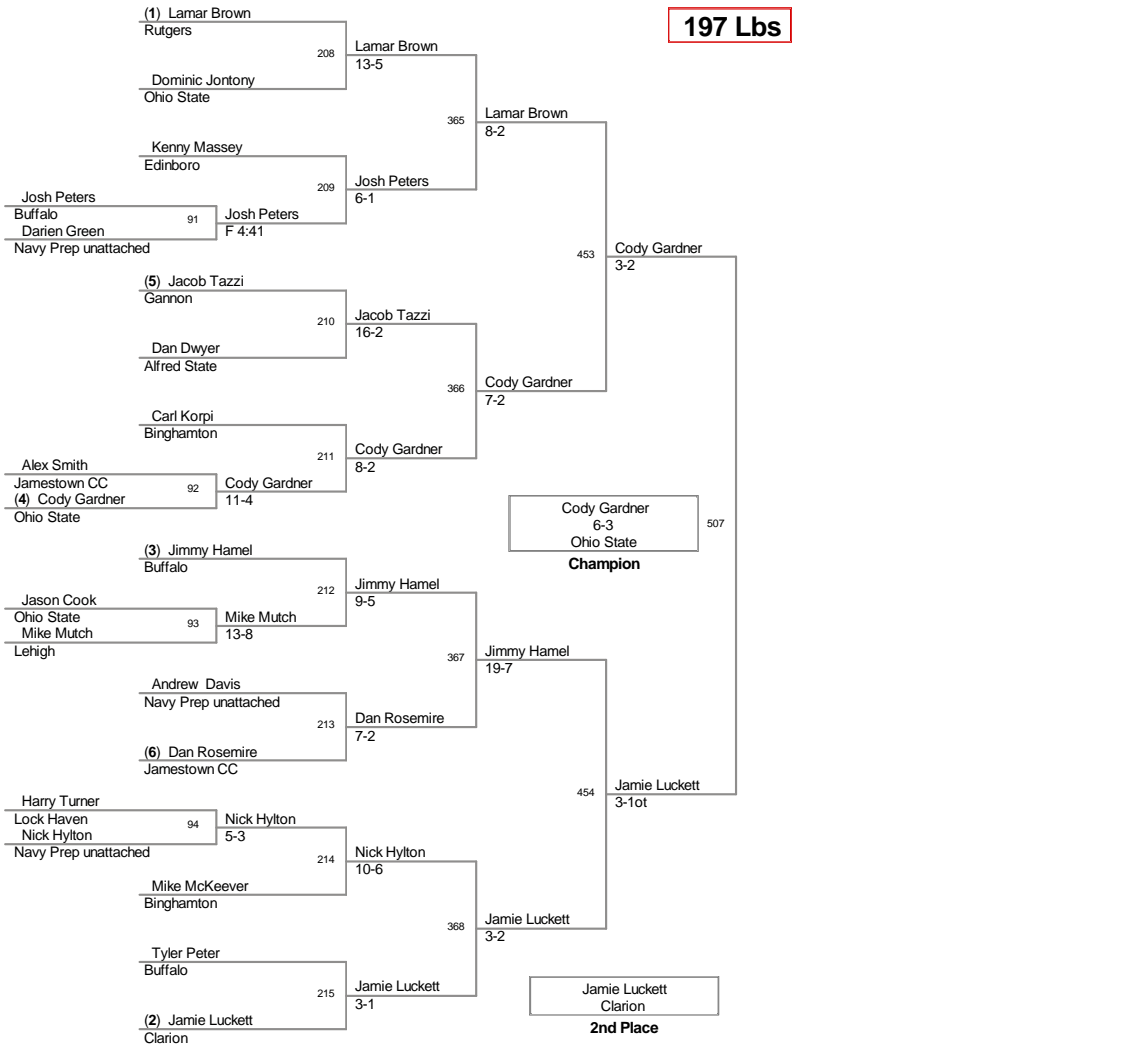 197 Lbs
(1) Lamar Brown
Rutgers
208
Lamar Brown
13-5
Dominic Jontony
Ohio State
365
Lamar Brown
8-2
Kenny Massey
Edinboro
209
Josh Peters
6-1
Josh Peters
Buffalo
91
Josh Peters
F 4:41
Darien Green
Navy Prep unattached
453
Cody Gardner
3-2
(5) Jacob Tazzi
Gannon
210
Jacob Tazzi
16-2
Dan Dwyer
Alfred State
366
Cody Gardner
7-2
Carl Korpi
Binghamton
211
Cody Gardner
8-2
Alex Smith
Jamestown CC
92
Cody Gardner
11-4
(4) Cody Gardner
Ohio State
Cody Gardner
6-3
Ohio State
507
Champion
(3) Jimmy Hamel
Buffalo
212
Jimmy Hamel
9-5
Jason Cook
Ohio State
93
Mike Mutch
13-8
Mike Mutch
Lehigh
367
Jimmy Hamel
19-7
Andrew Davis
Navy Prep unattached
213
Dan Rosemire
7-2
(6) Dan Rosemire
Jamestown CC
454
Jamie Luckett
3-1ot
Harry Turner
Lock Haven
94
Nick Hylton
5-3
Nick Hylton
Navy Prep unattached
214
Nick Hylton
10-6
Mike McKeever
Binghamton
368
Jamie Luckett
3-2
Tyler Peter
Buffalo
215
Jamie Luckett
3-1
(2) Jamie Luckett
Clarion
Jamie Luckett
Clarion
2nd Place